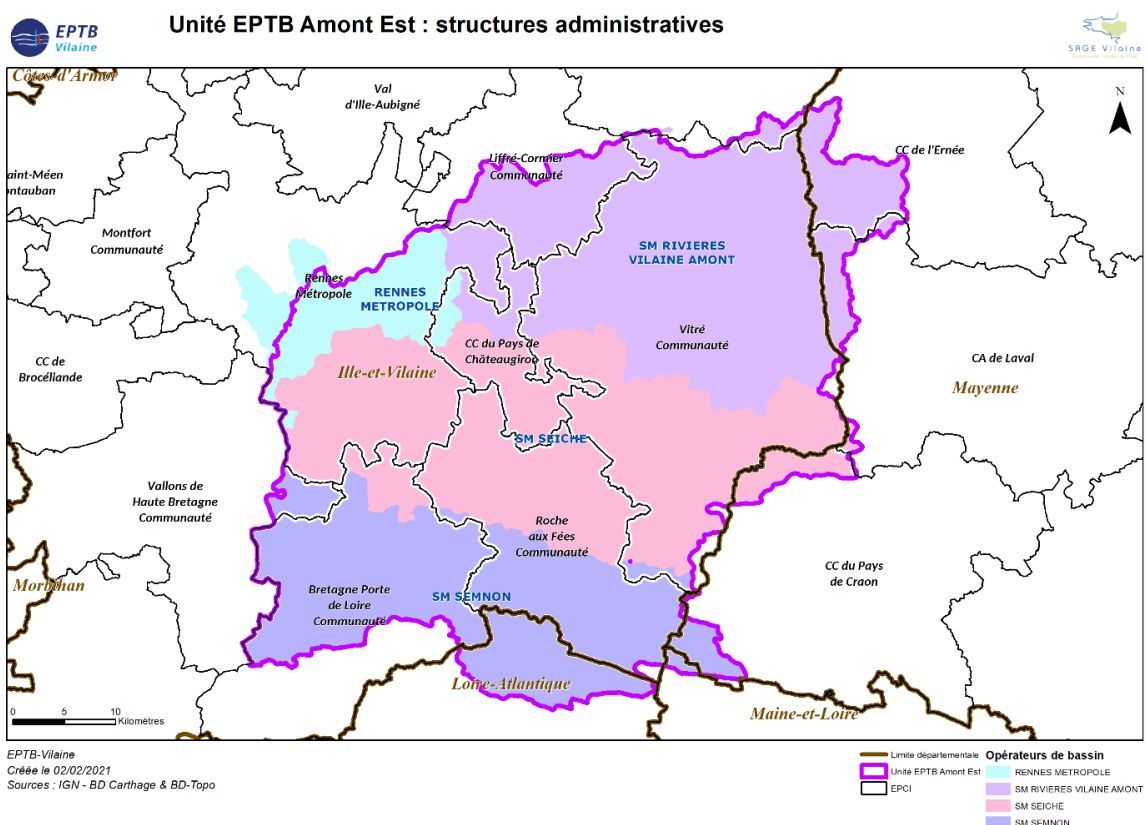 EPTB
Vilaine
Unité EPTB Amont Est : structures administratives
SAGE Vilaine
Côtes-d'Armor
Val
d'Ille-Aubigné
N
CC de l'Ernée
Liffré-Cormier
Communauté
aint-Méen
ontauban
Montfort
Communauté
SM RIVIERES
VILAINE AMONT
Rennes
Métropole
RENNES
METROPOLE
Vitré
Communauté
CC du Pays de
Châteaugiron
CC de
Brocéliande
Ille-et-Vilaine
CA de Laval
Mayenne
SM SEICHE
Vallons de
Haute Bretagne
Communauté
Roche
aux Fées
Communauté
CC du Pays
de Craon
Morbihan
Bretagne Porte
de Loire
Communauté
SM SEMNON
Loire-Atlantique
Maine-et-Loire
0 5 10
Kilomètres
EPTB-Vilaine
Créée le 02/02/2021
Sources : IGN - BD Carthage & BD-Topo
Limite départementale
Unité EPTB Amont Est
EPCI
Opérateurs de bassin
RENNES METROPOLE
SM RIVIERES VILAINE AMONT
SM SEICHE
SM SEMNON